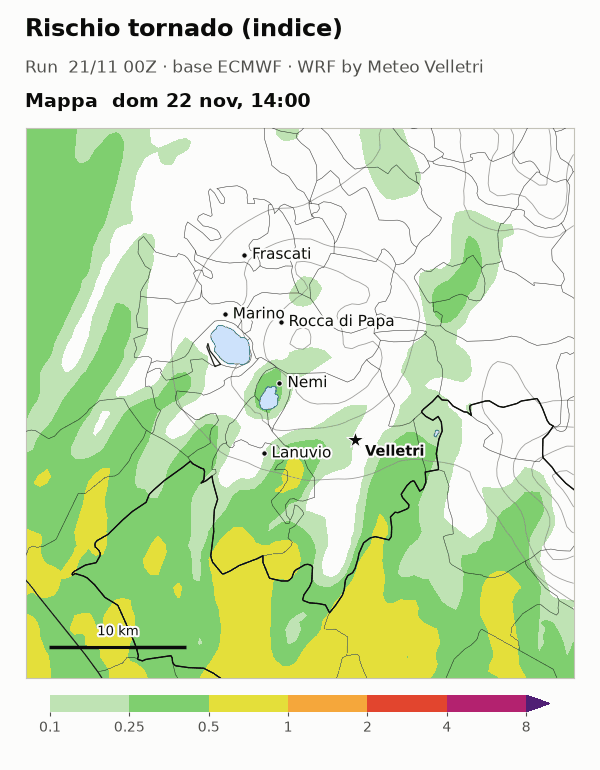 Rischio tornado (indice)
Run  21/11 00Z · base ECMWF · WRF by Meteo Velletri
Mappa  dom 22 nov, 14:00
Frascati
Marino
Rocca di Papa
Nemi
Velletri
Lanuvio
10 km
0.1 0.25 0.5 1 2 4 8